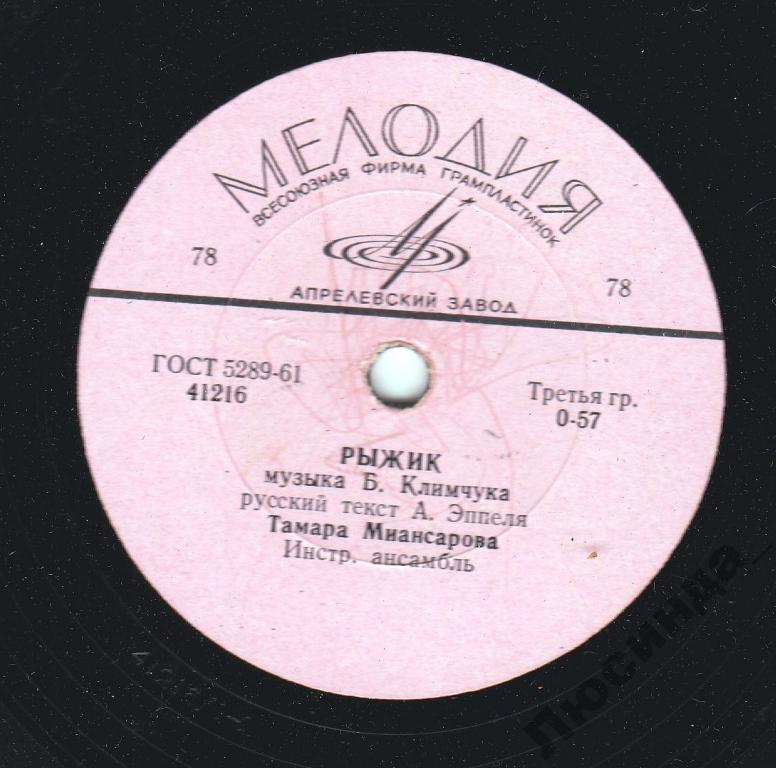 МЕЛОДИЯ
ВСЕСОЮЗНАЯ ФИРМА ГРАМПЛАСТИНОК
78
78
АПРЕЛЕВСКИЙ ЗАВОД
ГОСТ 5289-61
41216
Третья гр.
0-57
РЫЖИК
музыка Б. Климчука
русский текст А. Эппеля
Тамара Миансарова
Инстр. ансамбль
Люсинда_